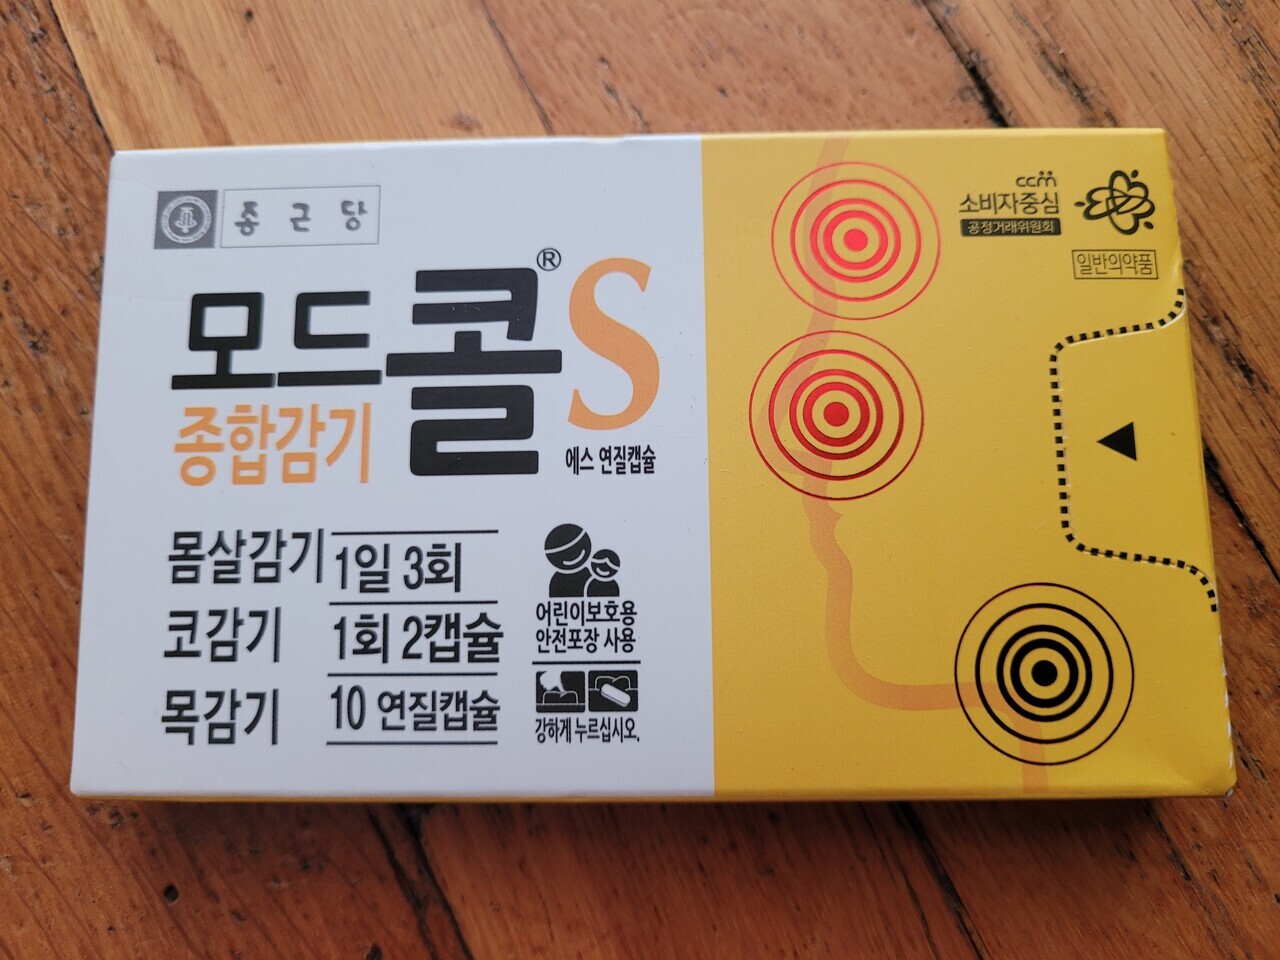 종근당
모드콜® S
종합감기
에스 연질캡슐
몸살감기
코감기
목감기
1일 3회
1회 2캡슐
10 연질캡슐
어린이보호용
안전포장 사용
강하게 누르십시오.
ccm
소비자중심
공정거래위원회
일반의약품